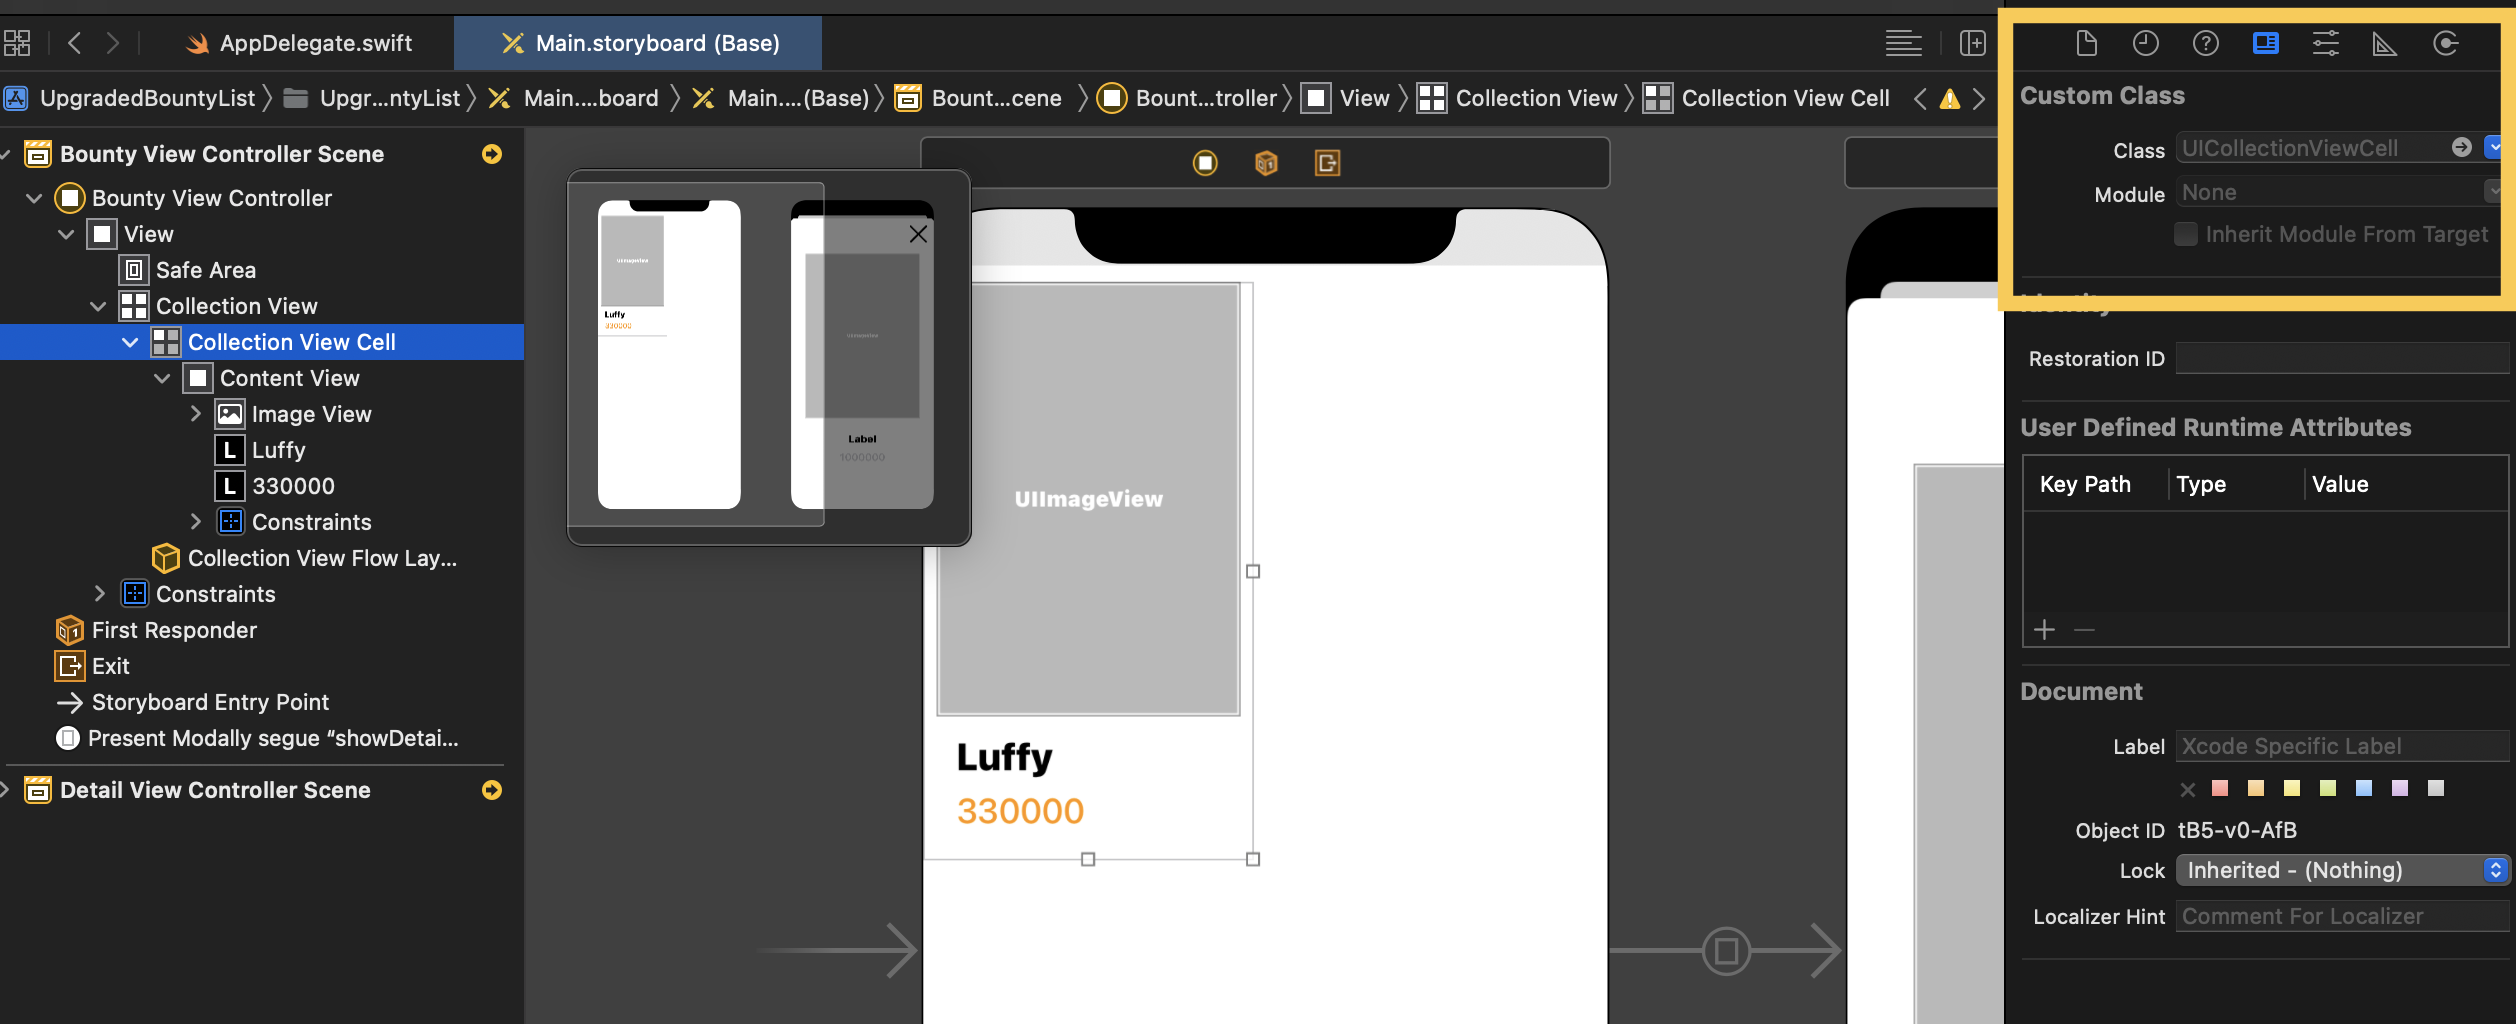 AppDelegate.swift
Main.storyboard (Base)
UpgradedBountyList
Upgr...ntyList
Main....board
Main....(Base)
Bount...cene
Bount...troller
View
Collection View
Collection View Cell
Bounty View Controller Scene
Bounty View Controller
View
Safe Area
Collection View
Collection View Cell
Content View
Image View
L Luffy
L 330000
Constraints
Collection View Flow Lay...
Constraints
First Responder
Exit
Storyboard Entry Point
Present Modally segue “showDetai...
Detail View Controller Scene
UIImageView
Luffy
330000
Label
1000000
UIImageView
Luffy
330000
Custom Class
Class UICollectionViewCell
Module None
Inherit Module From Target
Identity
Restoration ID
User Defined Runtime Attributes
Key Path Type Value
Document
Label Xcode Specific Label
Object ID tB5-v0-AfB
Lock Inherited - (Nothing)
Localizer Hint Comment For Localizer